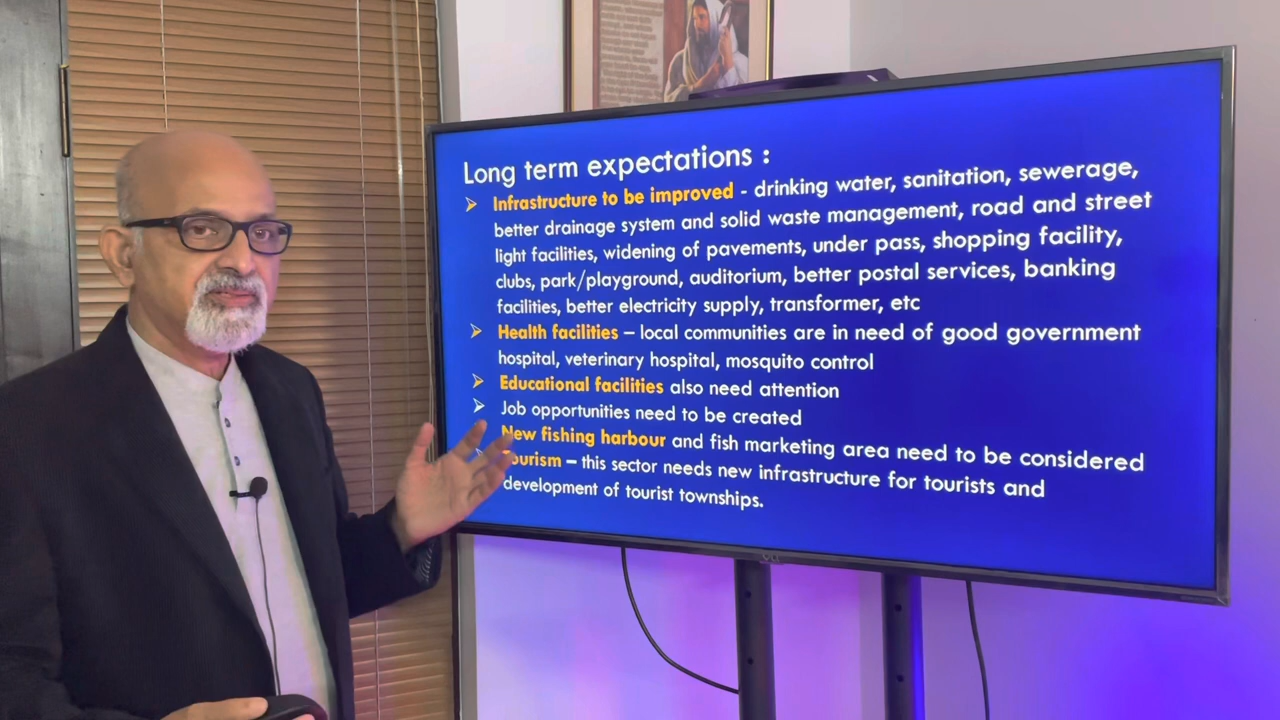 Long term expectations :
Infrastructure to be improved - drinking water, sanitation, sewerage,
better drainage system and solid waste management, road and street
light facilities, widening of pavements, under pass, shopping facility,
clubs, park/playground, auditorium, better postal services, banking
facilities, better electricity supply, transformer, etc
Health facilities – local communities are in need of good government
hospital, veterinary hospital, mosquito control
Educational facilities also need attention
Job opportunities need to be created
New fishing harbour and fish marketing area need to be considered
Tourism – this sector needs new infrastructure for tourists and
development of tourist townships.